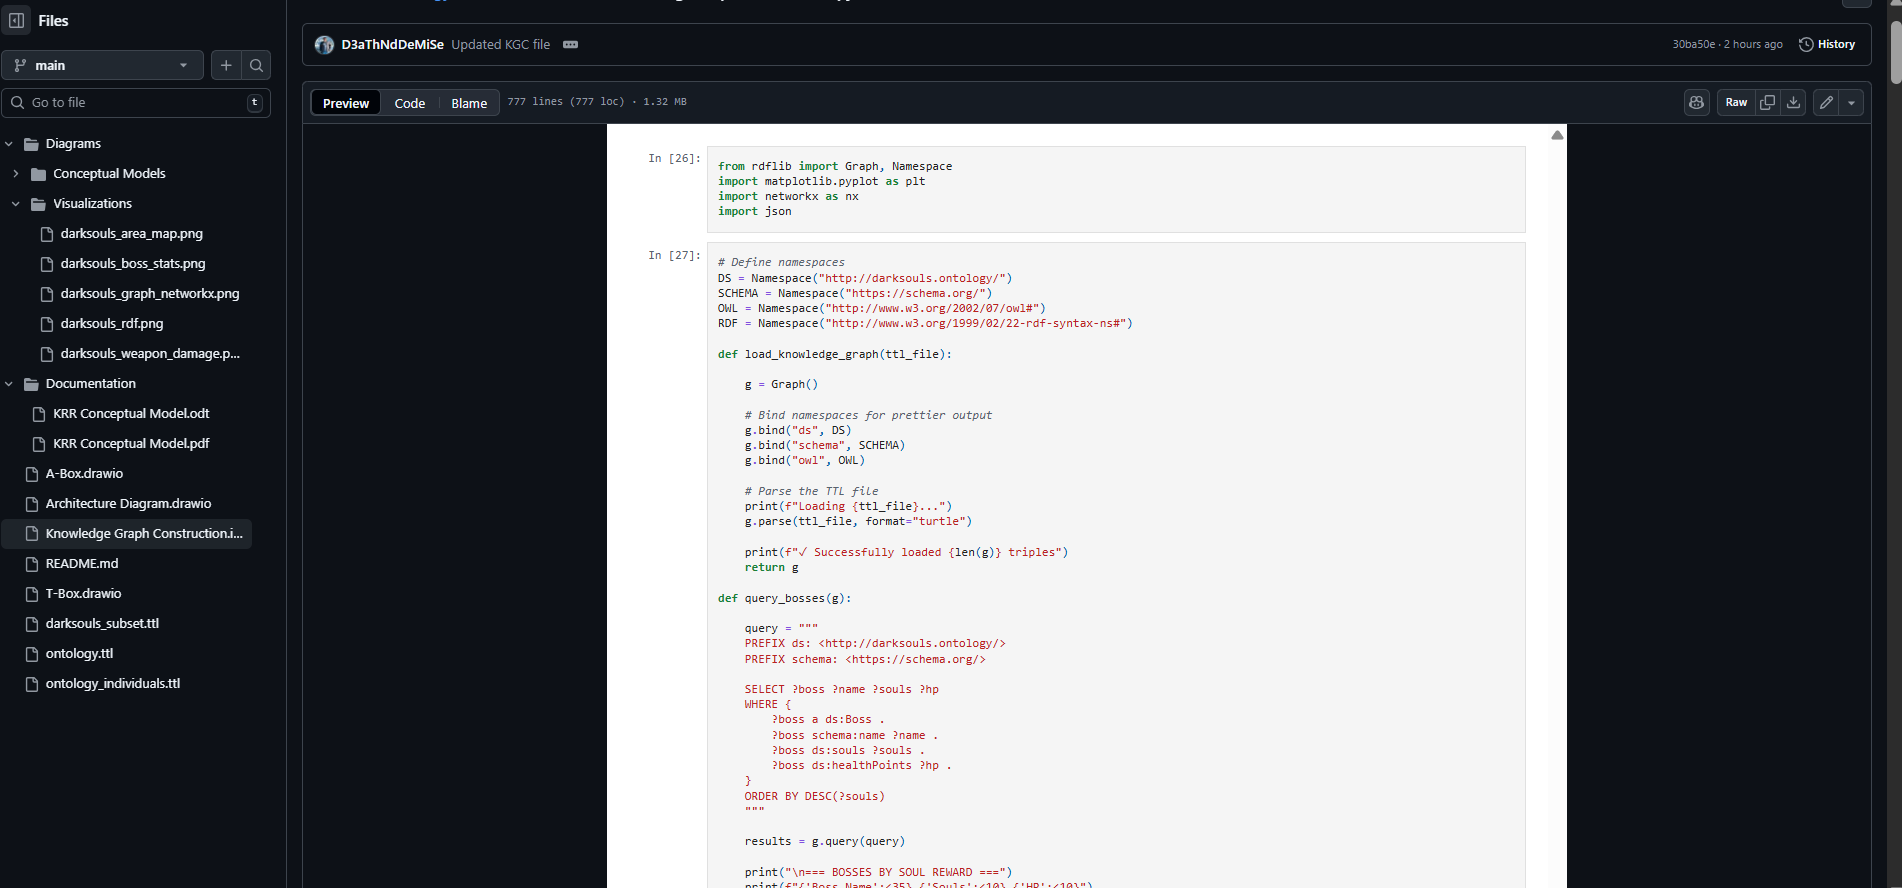 Files
main
Go to file
t
Diagrams
Conceptual Models
Visualizations
darksouls_area_map.png
darksouls_boss_stats.png
darksouls_graph_networkx.png
darksouls_rdf.png
darksouls_weapon_damage.p...
Documentation
KRR Conceptual Model.odt
KRR Conceptual Model.pdf
A-Box.drawio
Architecture Diagram.drawio
Knowledge Graph Construction.i...
README.md
T-Box.drawio
darksouls_subset.ttl
ontology.ttl
ontology_individuals.ttl
D3aThNdDeMiSe Updated KGC file
30ba50e · 2 hours ago
History
Preview Code Blame 777 lines (777 loc) · 1.32 MB
Raw
In [26]:
from rdflib import Graph, Namespace
import matplotlib.pyplot as plt
import networkx as nx
import json
In [27]:
# Define namespaces
DS = Namespace("http://darksouls.ontology/")
SCHEMA = Namespace("https://schema.org/")
OWL = Namespace("http://www.w3.org/2002/07/owl#")
RDF = Namespace("http://www.w3.org/1999/02/22-rdf-syntax-ns#")
def load_knowledge_graph(ttl_file):
g = Graph()
# Bind namespaces for prettier output
g.bind("ds", DS)
g.bind("schema", SCHEMA)
g.bind("owl", OWL)
# Parse the TTL file
print(f"Loading {ttl_file}...")
g.parse(ttl_file, format="turtle")
print(f"✓ Successfully loaded {len(g)} triples")
return g
def query_bosses(g):
query = """
PREFIX ds: <http://darksouls.ontology/>
PREFIX schema: <https://schema.org/>
SELECT ?boss ?name ?souls ?hp
WHERE {
?boss a ds:Boss .
?boss schema:name ?name .
?boss ds:souls ?souls .
?boss ds:healthPoints ?hp .
}
ORDER BY DESC(?souls)
"""
results = g.query(query)
print("\n=== BOSSES BY SOUL REWARD ===")
print(f"{'Boss Name':<35} {'Souls':<10} {'HP':<10}")